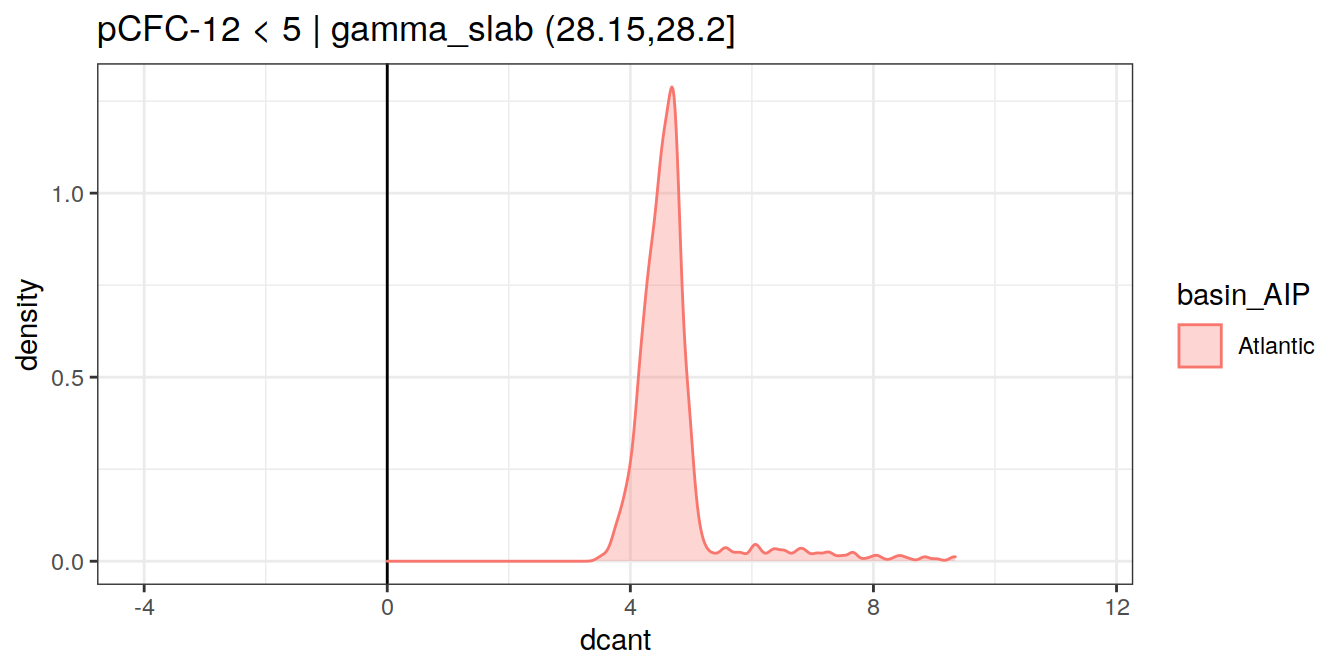 pCFC-12 < 5 | gamma_slab (28.15,28.2]
density
1.0
0.5
0.0
-4
0
4
8
12
dcant
basin_AIP
Atlantic